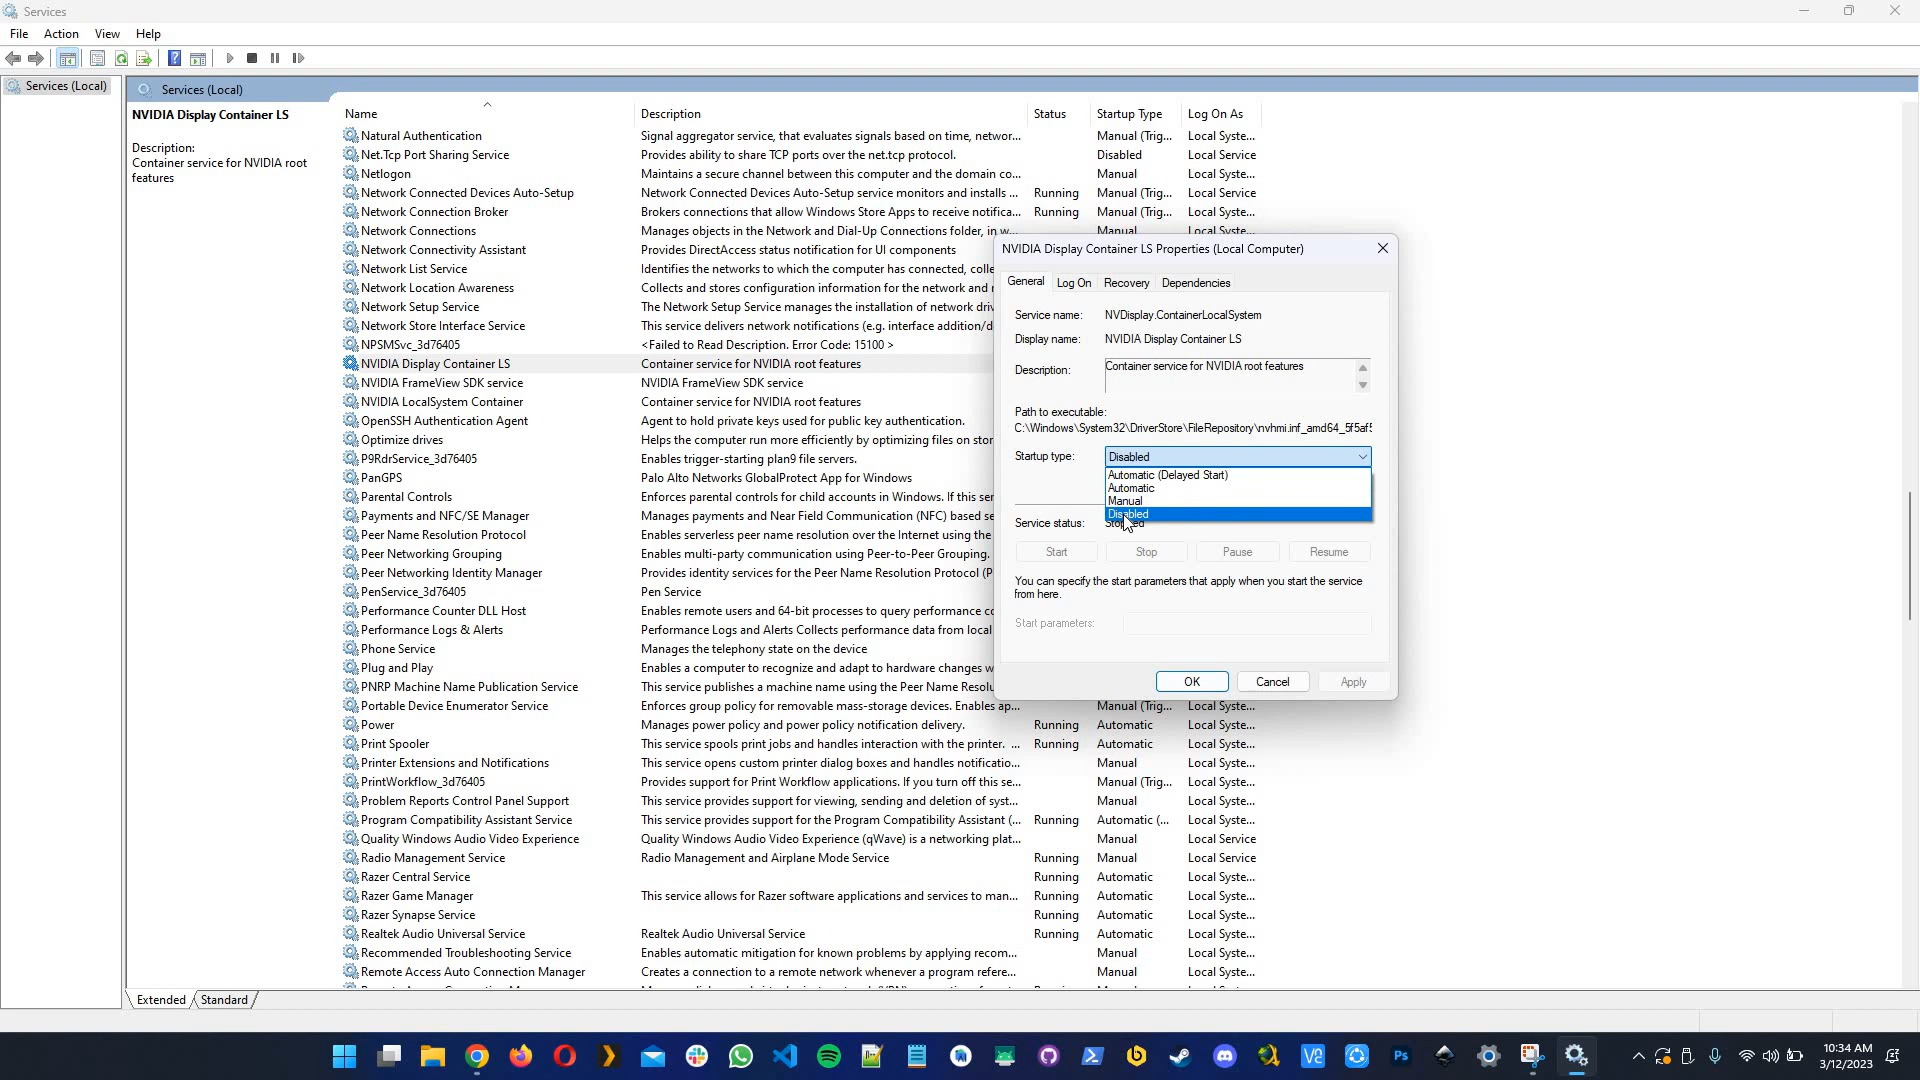 Services
File Action View Help
Services (Local)
Services (Local)
NVIDIA Display Container LS
Description:
Container service for NVIDIA root
features
Name Description Status Startup Type Log On As
Natural Authentication Signal aggregator service, that evaluates signals based on time, networ... Manual (Trig... Local Syste...
Net.Tcp Port Sharing Service Provides ability to share TCP ports over the net.tcp protocol. Disabled Local Service
Netlogon Maintains a secure channel between this computer and the domain co... Manual Local Syste...
Network Connected Devices Auto-Setup Network Connected Devices Auto-Setup service monitors and installs ... Running Manual (Trig... Local Service
Network Connection Broker Brokers connections that allow Windows Store Apps to receive notifica... Running Manual (Trig... Local Syste...
Network Connections Manages objects in the Network and Dial-Up Connections folder, in w... Manual Local Syste...
Network Connectivity Assistant Provides DirectAccess status notification for UI components
Network List Service Identifies the networks to which the computer has connected, colle
Network Location Awareness Collects and stores configuration information for the network and n
Network Setup Service The Network Setup Service manages the installation of network driv
Network Store Interface Service This service delivers network notifications (e.g. interface addition/d
NPSMSvc_3d76405 <Failed to Read Description. Error Code: 15100 >
NVIDIA Display Container LS Container service for NVIDIA root features
NVIDIA FrameView SDK service NVIDIA FrameView SDK service
NVIDIA LocalSystem Container Container service for NVIDIA root features
OpenSSH Authentication Agent Agent to hold private keys used for public key authentication.
Optimize drives Helps the computer run more efficiently by optimizing files on stor
P9RdrService_3d76405 Enables trigger-starting plan9 file servers.
PanGPS Palo Alto Networks GlobalProtect App for Windows
Parental Controls Enforces parental controls for child accounts in Windows. If this ser
Payments and NFC/SE Manager Manages payments and Near Field Communication (NFC) based se
Peer Name Resolution Protocol Enables serverless peer name resolution over the Internet using the
Peer Networking Grouping Enables multi-party communication using Peer-to-Peer Grouping.
Peer Networking Identity Manager Provides identity services for the Peer Name Resolution Protocol (P
PenService_3d76405 Pen Service
Performance Counter DLL Host Enables remote users and 64-bit processes to query performance co
Performance Logs & Alerts Performance Logs and Alerts Collects performance data from local
Phone Service Manages the telephony state on the device
Plug and Play Enables a computer to recognize and adapt to hardware changes w
PNRP Machine Name Publication Service This service publishes a machine name using the Peer Name Resolu
Portable Device Enumerator Service Enforces group policy for removable mass-storage devices. Enables ap... Manual (Trig... Local Syste...
Power Manages power policy and power policy notification delivery. Running Automatic Local Syste...
Print Spooler This service spools print jobs and handles interaction with the printer. ... Running Automatic Local Syste...
Printer Extensions and Notifications This service opens custom printer dialog boxes and handles notificatio... Manual Local Syste...
PrintWorkflow_3d76405 Provides support for Print Workflow applications. If you turn off this se... Manual (Trig... Local Syste...
Problem Reports Control Panel Support This service provides support for viewing, sending and deletion of syst... Manual Local Syste...
Program Compatibility Assistant Service This service provides support for the Program Compatibility Assistant (... Running Automatic (... Local Syste...
Quality Windows Audio Video Experience Quality Windows Audio Video Experience (qWave) is a networking plat... Manual Local Service
Radio Management Service Radio Management and Airplane Mode Service Running Manual Local Service
Razer Central Service Running Automatic Local Syste...
Razer Game Manager This service allows for Razer software applications and services to man... Running Automatic Local Syste...
Razer Synapse Service Running Automatic Local Syste...
Realtek Audio Universal Service Realtek Audio Universal Service Running Automatic Local Syste...
Recommended Troubleshooting Service Enables automatic mitigation for known problems by applying recom... Manual Local Syste...
Remote Access Auto Connection Manager Creates a connection to a remote network whenever a program refere... Manual Local Syste...
NVIDIA Display Container LS Properties (Local Computer)
General Log On Recovery Dependencies
Service name: NVDisplay.ContainerLocalSystem
Display name: NVIDIA Display Container LS
Description: Container service for NVIDIA root features
Path to executable:
C:\Windows\System32\DriverStore\FileRepository\nvhmi.inf_amd64_5f5af5
Startup type: Disabled
Automatic (Delayed Start)
Automatic
Manual
Disabled
Service status: Stopped
Start Stop Pause Resume
You can specify the start parameters that apply when you start the service
from here.
Start parameters:
OK Cancel Apply
Extended Standard
Ps
10:34 AM
3/12/2023